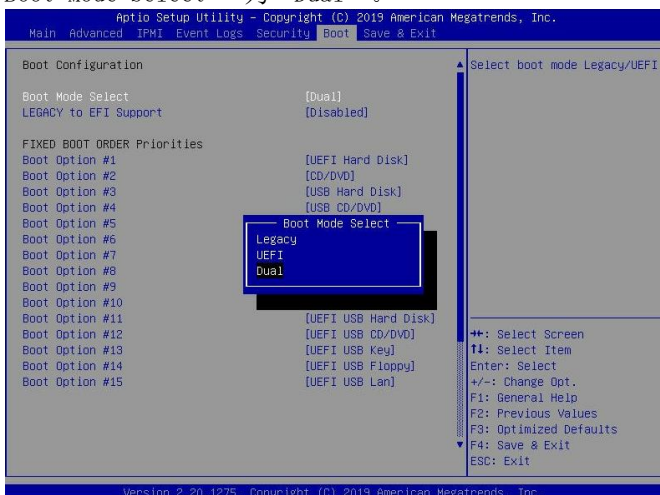 Boot Mode Select 为 Dual 。
Aptio Setup Utility – Copyright (C) 2019 American Megatrends, Inc.
Main Advanced IPMI Event Logs Security Boot Save & Exit
Boot Configuration
Select boot mode Legacy/UEFI
Boot Mode Select [Dual]
LEGACY to EFI Support [Disabled]
FIXED BOOT ORDER Priorities
Boot Option #1 [UEFI Hard Disk]
Boot Option #2 [CD/DVD]
Boot Option #3 [USB Hard Disk]
Boot Option #4 [USB CD/DVD]
Boot Option #5
Boot Option #6
Boot Option #7
Boot Option #8
Boot Option #9
Boot Option #10
Boot Mode Select
Legacy
UEFI
Dual
Boot Option #11 [UEFI USB Hard Disk]
Boot Option #12 [UEFI USB CD/DVD]
Boot Option #13 [UEFI USB Key]
Boot Option #14 [UEFI USB Floppy]
Boot Option #15 [UEFI USB Lan]
→←: Select Screen
↑↓: Select Item
Enter: Select
+/-: Change Opt.
F1: General Help
F2: Previous Values
F3: Optimized Defaults
F4: Save & Exit
ESC: Exit
Version 2.20.1275. Copyright (C) 2019 American Megatrends, Inc.